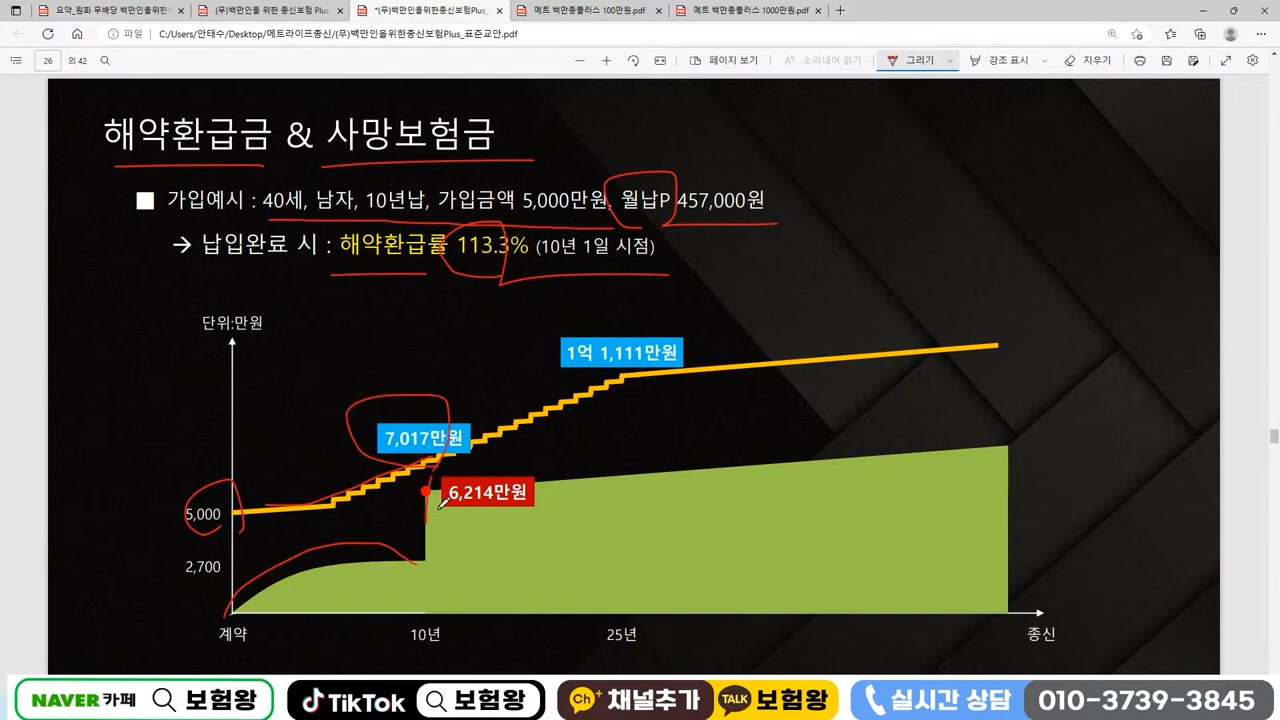 요약_원화 무배당 백만인을위한
(무)백만인을 위한 종신보험 Plus
*(무)백만인을위한종신보험Plus_
메트 백만종플러스 100만원.pdf
메트 백만종플러스 1000만원.pdf
파일
C:/Users/안태수/Desktop/메트라이프종신/(무)백만인을위한종신보험Plus_표준교안.pdf
26 의 42
페이지 보기
소리내어 읽기
그리기
강조 표시
지우기
해약환급금 & 사망보험금
가입예시 : 40세, 남자, 10년납, 가입금액 5,000만원, 월납P 457,000원
→ 납입완료 시 : 해약환급률 113.3% (10년 1일 시점)
단위:만원
1억 1,111만원
7,017만원
6,214만원
5,000
2,700
계약
10년
25년
종신
NAVER 카페 보험왕
TikTok 보험왕
Ch+ 채널추가 TALK 보험왕
실시간 상담 010-3739-3845